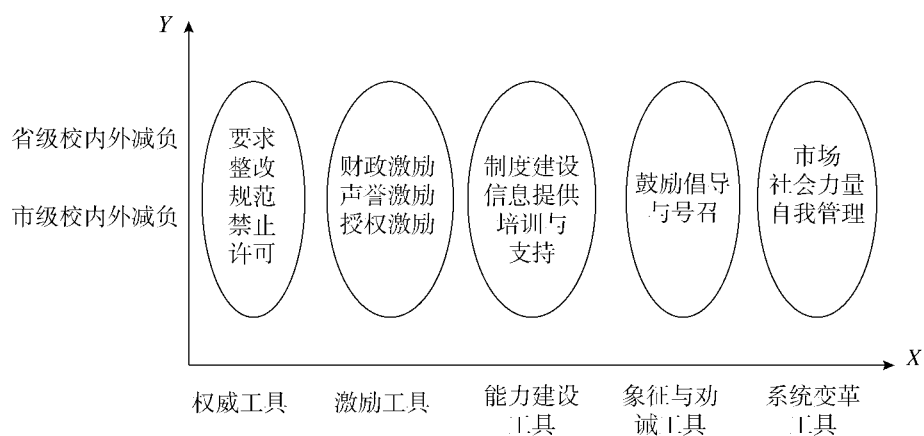 Y
省级校内外减负
市级校内外减负
要求
整改
规范
禁止
许可
财政激励
声誉激励
授权激励
制度建设
信息提供
培训与
支持
鼓励倡导
与号召
市场
社会力量
自我管理
X
权威工具
激励工具
能力建设
工具
象征与劝
诫工具
系统变革
工具